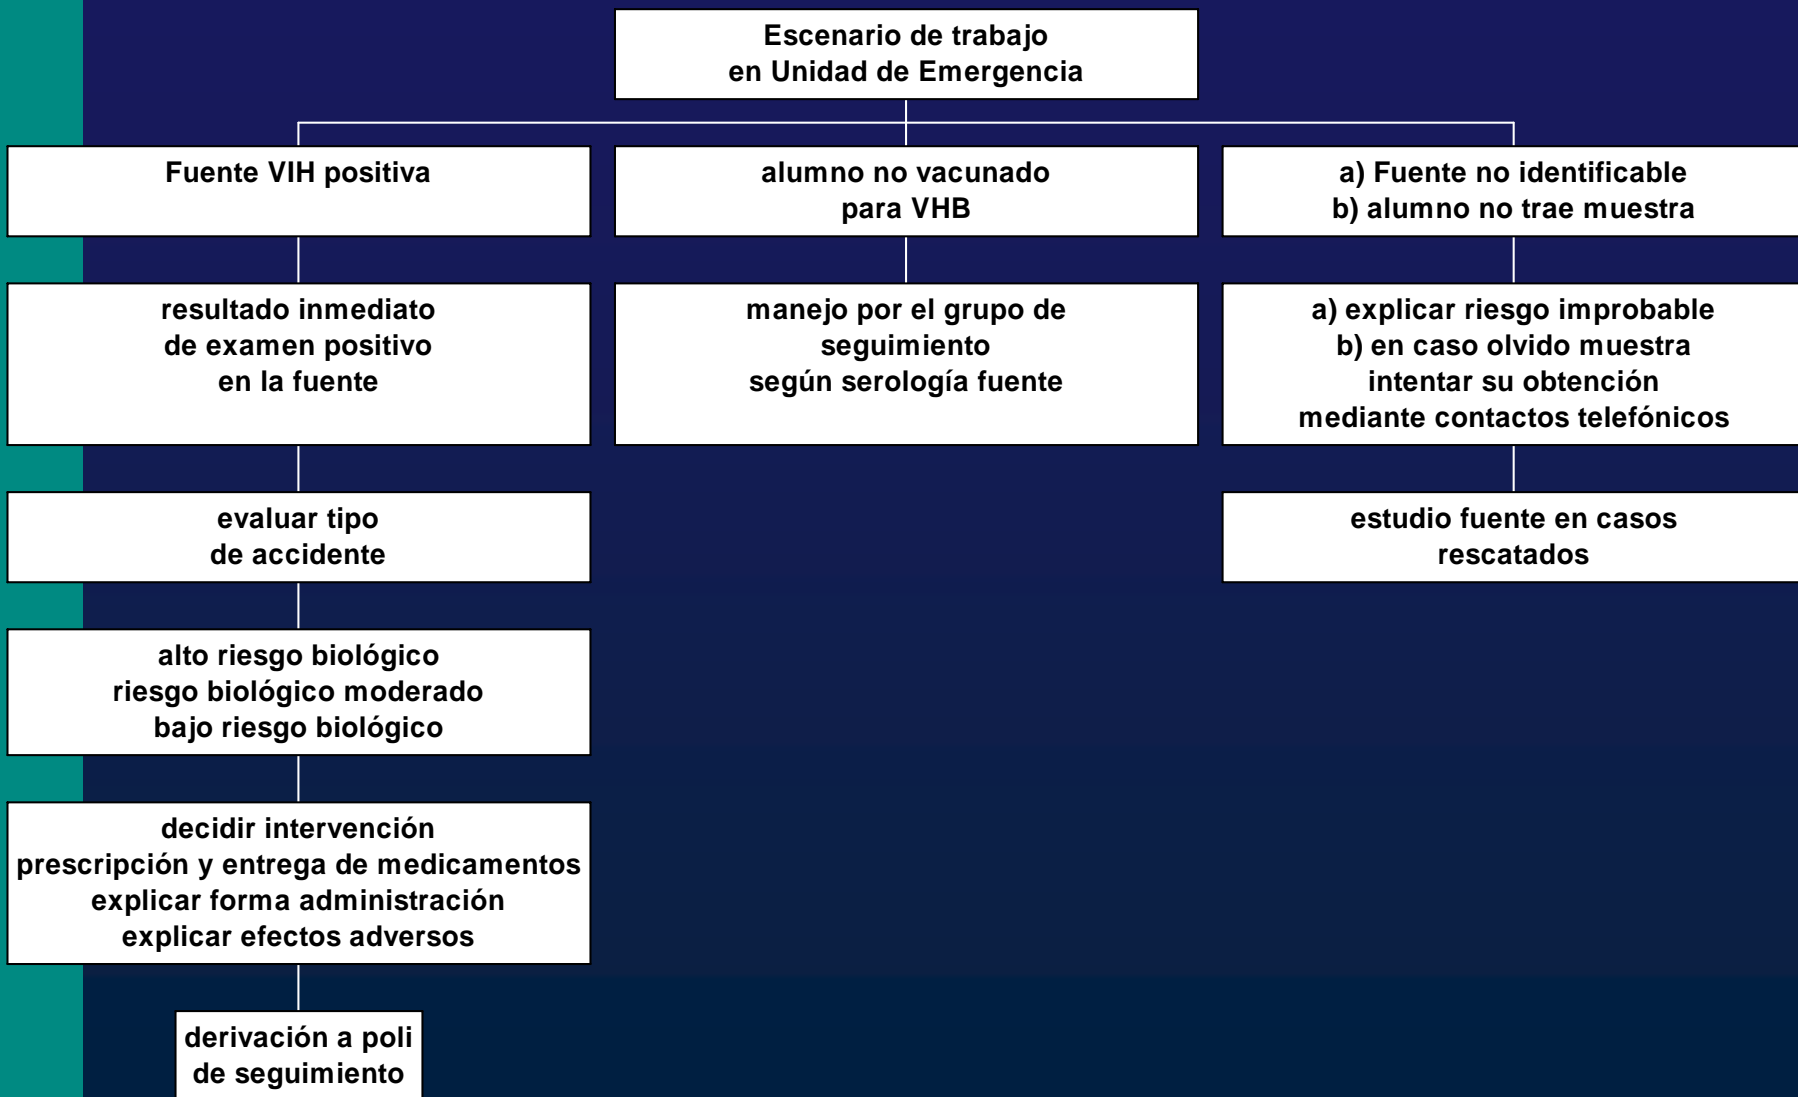 Escenario de trabajo
en Unidad de Emergencia
Fuente VIH positiva
resultado inmediato
de examen positivo
en la fuente
evaluar tipo
de accidente
alto riesgo biológico
riesgo biológico moderado
bajo riesgo biológico
decidir intervención
prescripción y entrega de medicamentos
explicar forma administración
explicar efectos adversos
derivación a poli
de seguimiento
alumno no vacunado
para VHB
manejo por el grupo de
seguimiento
según serología fuente
a) Fuente no identificable
b) alumno no trae muestra
a) explicar riesgo improbable
b) en caso olvido muestra
intentar su obtención
mediante contactos telefónicos
estudio fuente en casos
rescatados